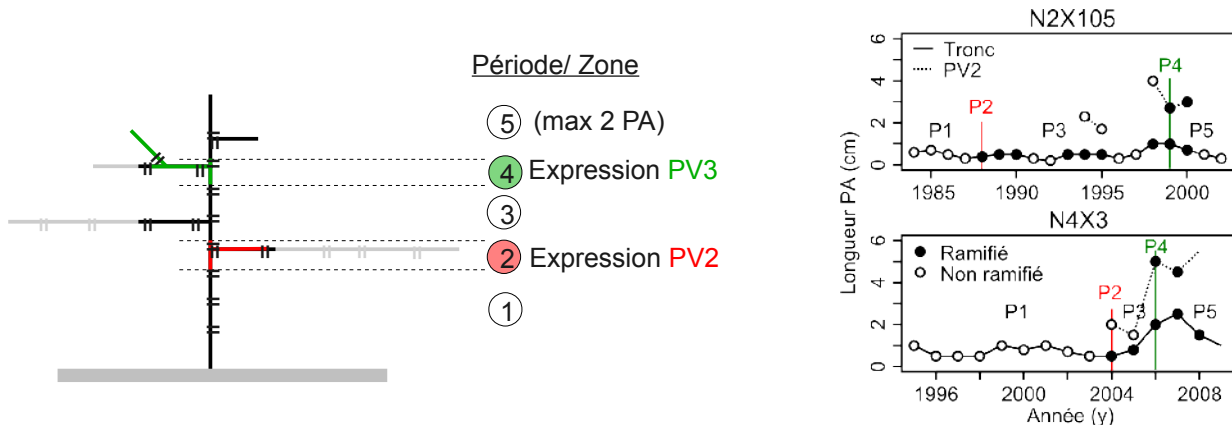 Période/ Zone
5 (max 2 PA)
4 Expression PV3
3
2 Expression PV2
1
Longueur PA (cm)
N2X105
6
4
2
0
Tronc
PV2
P1
P2
P3
P4
P5
1985 1990 1995 2000
N4X3
6
4
2
0
Ramifié
Non ramifié
P1
P2
P3
P4
P5
1996 2000 2004 2008
Année (y)